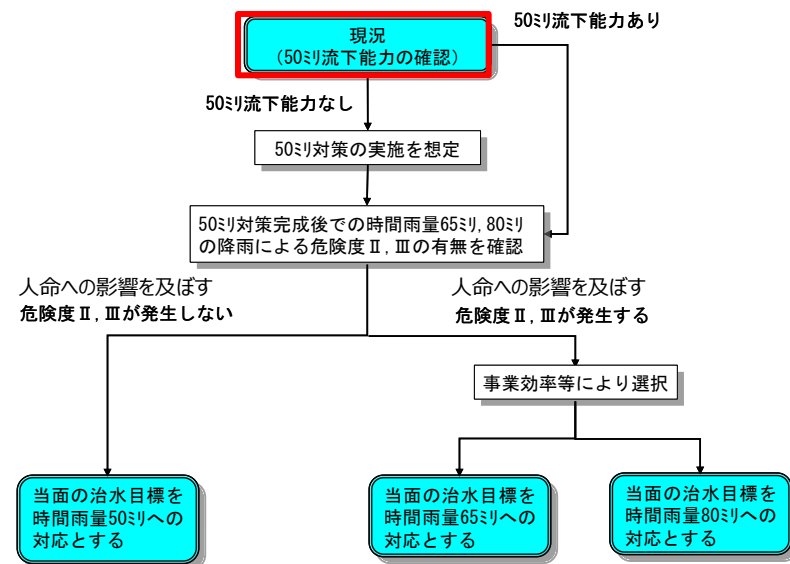 50ﾐﾘ流下能力あり
現況
（50ﾐﾘ流下能力の確認）
50ﾐﾘ流下能力なし
50ﾐﾘ対策の実施を想定
50ﾐﾘ対策完成後での時間雨量65ﾐﾘ,80ﾐﾘ
の降雨による危険度Ⅱ,Ⅲの有無を確認
人命への影響を及ぼす
危険度Ⅱ,Ⅲが発生しない
人命への影響を及ぼす
危険度Ⅱ,Ⅲが発生する
事業効率等により選択
当面の治水目標を
時間雨量50ﾐﾘへの
対応とする
当面の治水目標を
時間雨量65ﾐﾘへの
対応とする
当面の治水目標を
時間雨量80ﾐﾘへの
対応とする